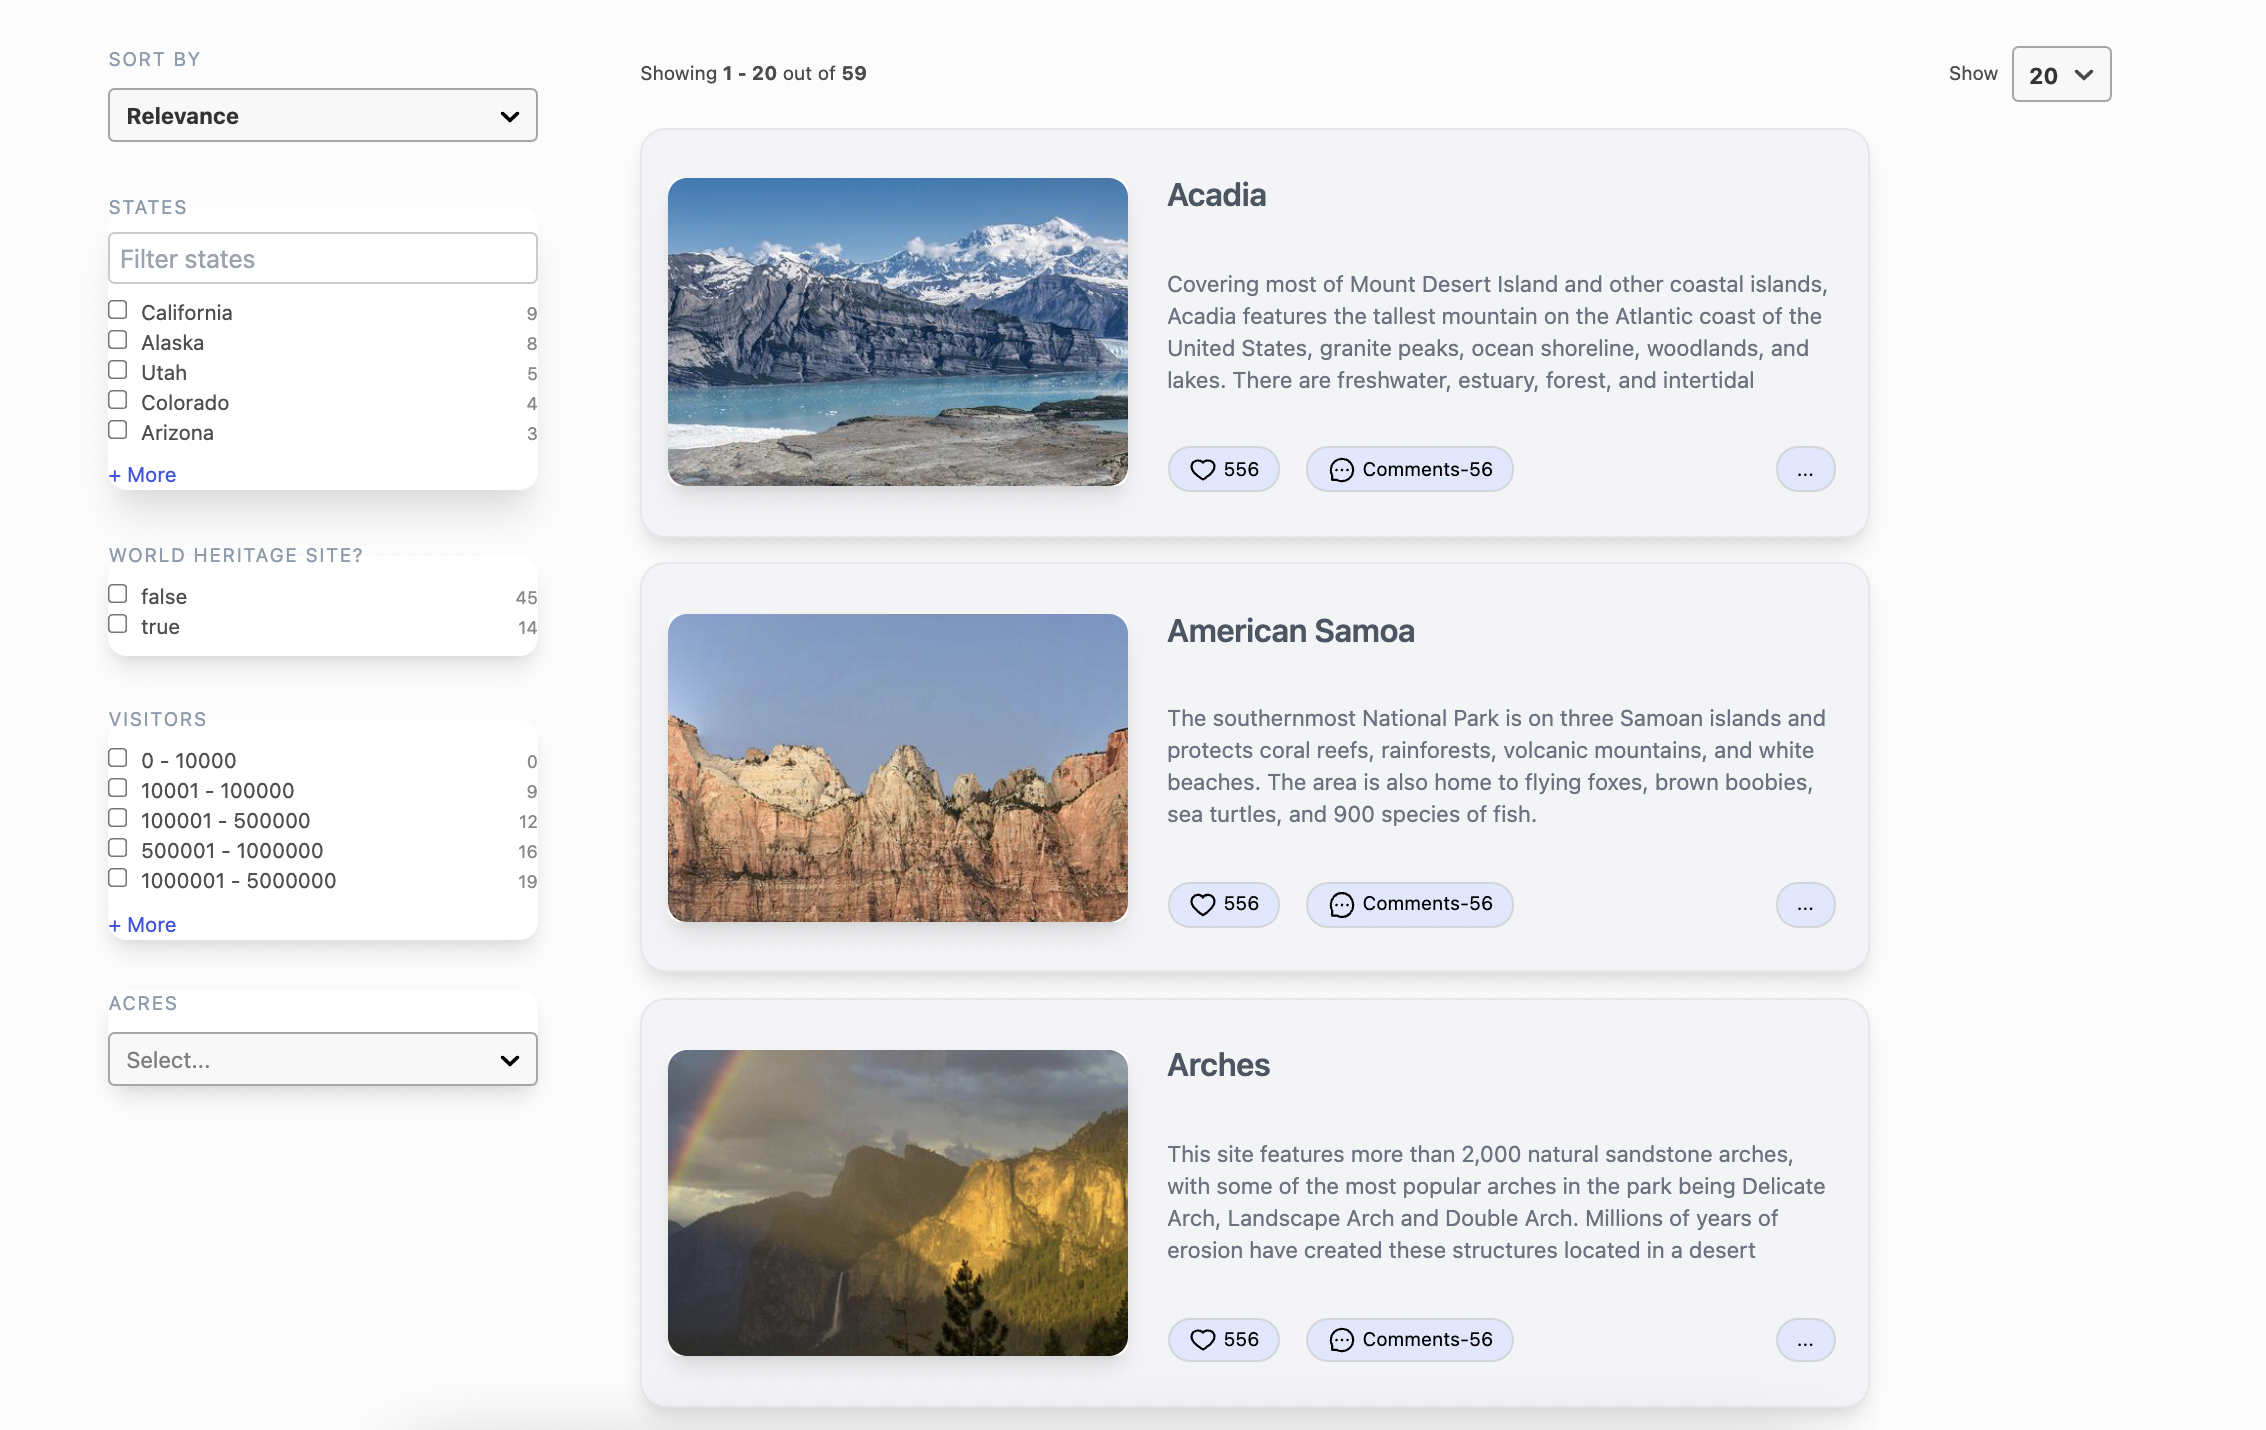 SORT BY
Relevance
STATES
Filter states
California 9
Alaska 8
Utah 5
Colorado 4
Arizona 3
+ More
WORLD HERITAGE SITE?
false 45
true 14
VISITORS
0 - 10000 0
10001 - 100000 9
100001 - 500000 12
500001 - 1000000 16
1000001 - 5000000 19
+ More
ACRES
Select...
Showing 1 - 20 out of 59
Show 20
Acadia
Covering most of Mount Desert Island and other coastal islands,
Acadia features the tallest mountain on the Atlantic coast of the
United States, granite peaks, ocean shoreline, woodlands, and
lakes. There are freshwater, estuary, forest, and intertidal
556 Comments-56 ...
American Samoa
The southernmost National Park is on three Samoan islands and
protects coral reefs, rainforests, volcanic mountains, and white
beaches. The area is also home to flying foxes, brown boobies,
sea turtles, and 900 species of fish.
556 Comments-56 ...
Arches
This site features more than 2,000 natural sandstone arches,
with some of the most popular arches in the park being Delicate
Arch, Landscape Arch and Double Arch. Millions of years of
erosion have created these structures located in a desert
556 Comments-56 ...